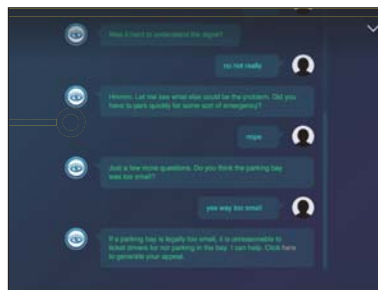 Was it hard to understand the signs?
no not really
Hmmm. Let me see what else could be the problem. Did you
have to park quickly for some sort of emergency?
nope
Just a few more questions. Do you think the parking bay
was too small?
yes way too small
If a parking bay is legally too small, it is unreasonable to
ticket drivers for not parking in the bay. I can help. Click here
to generate your appeal.